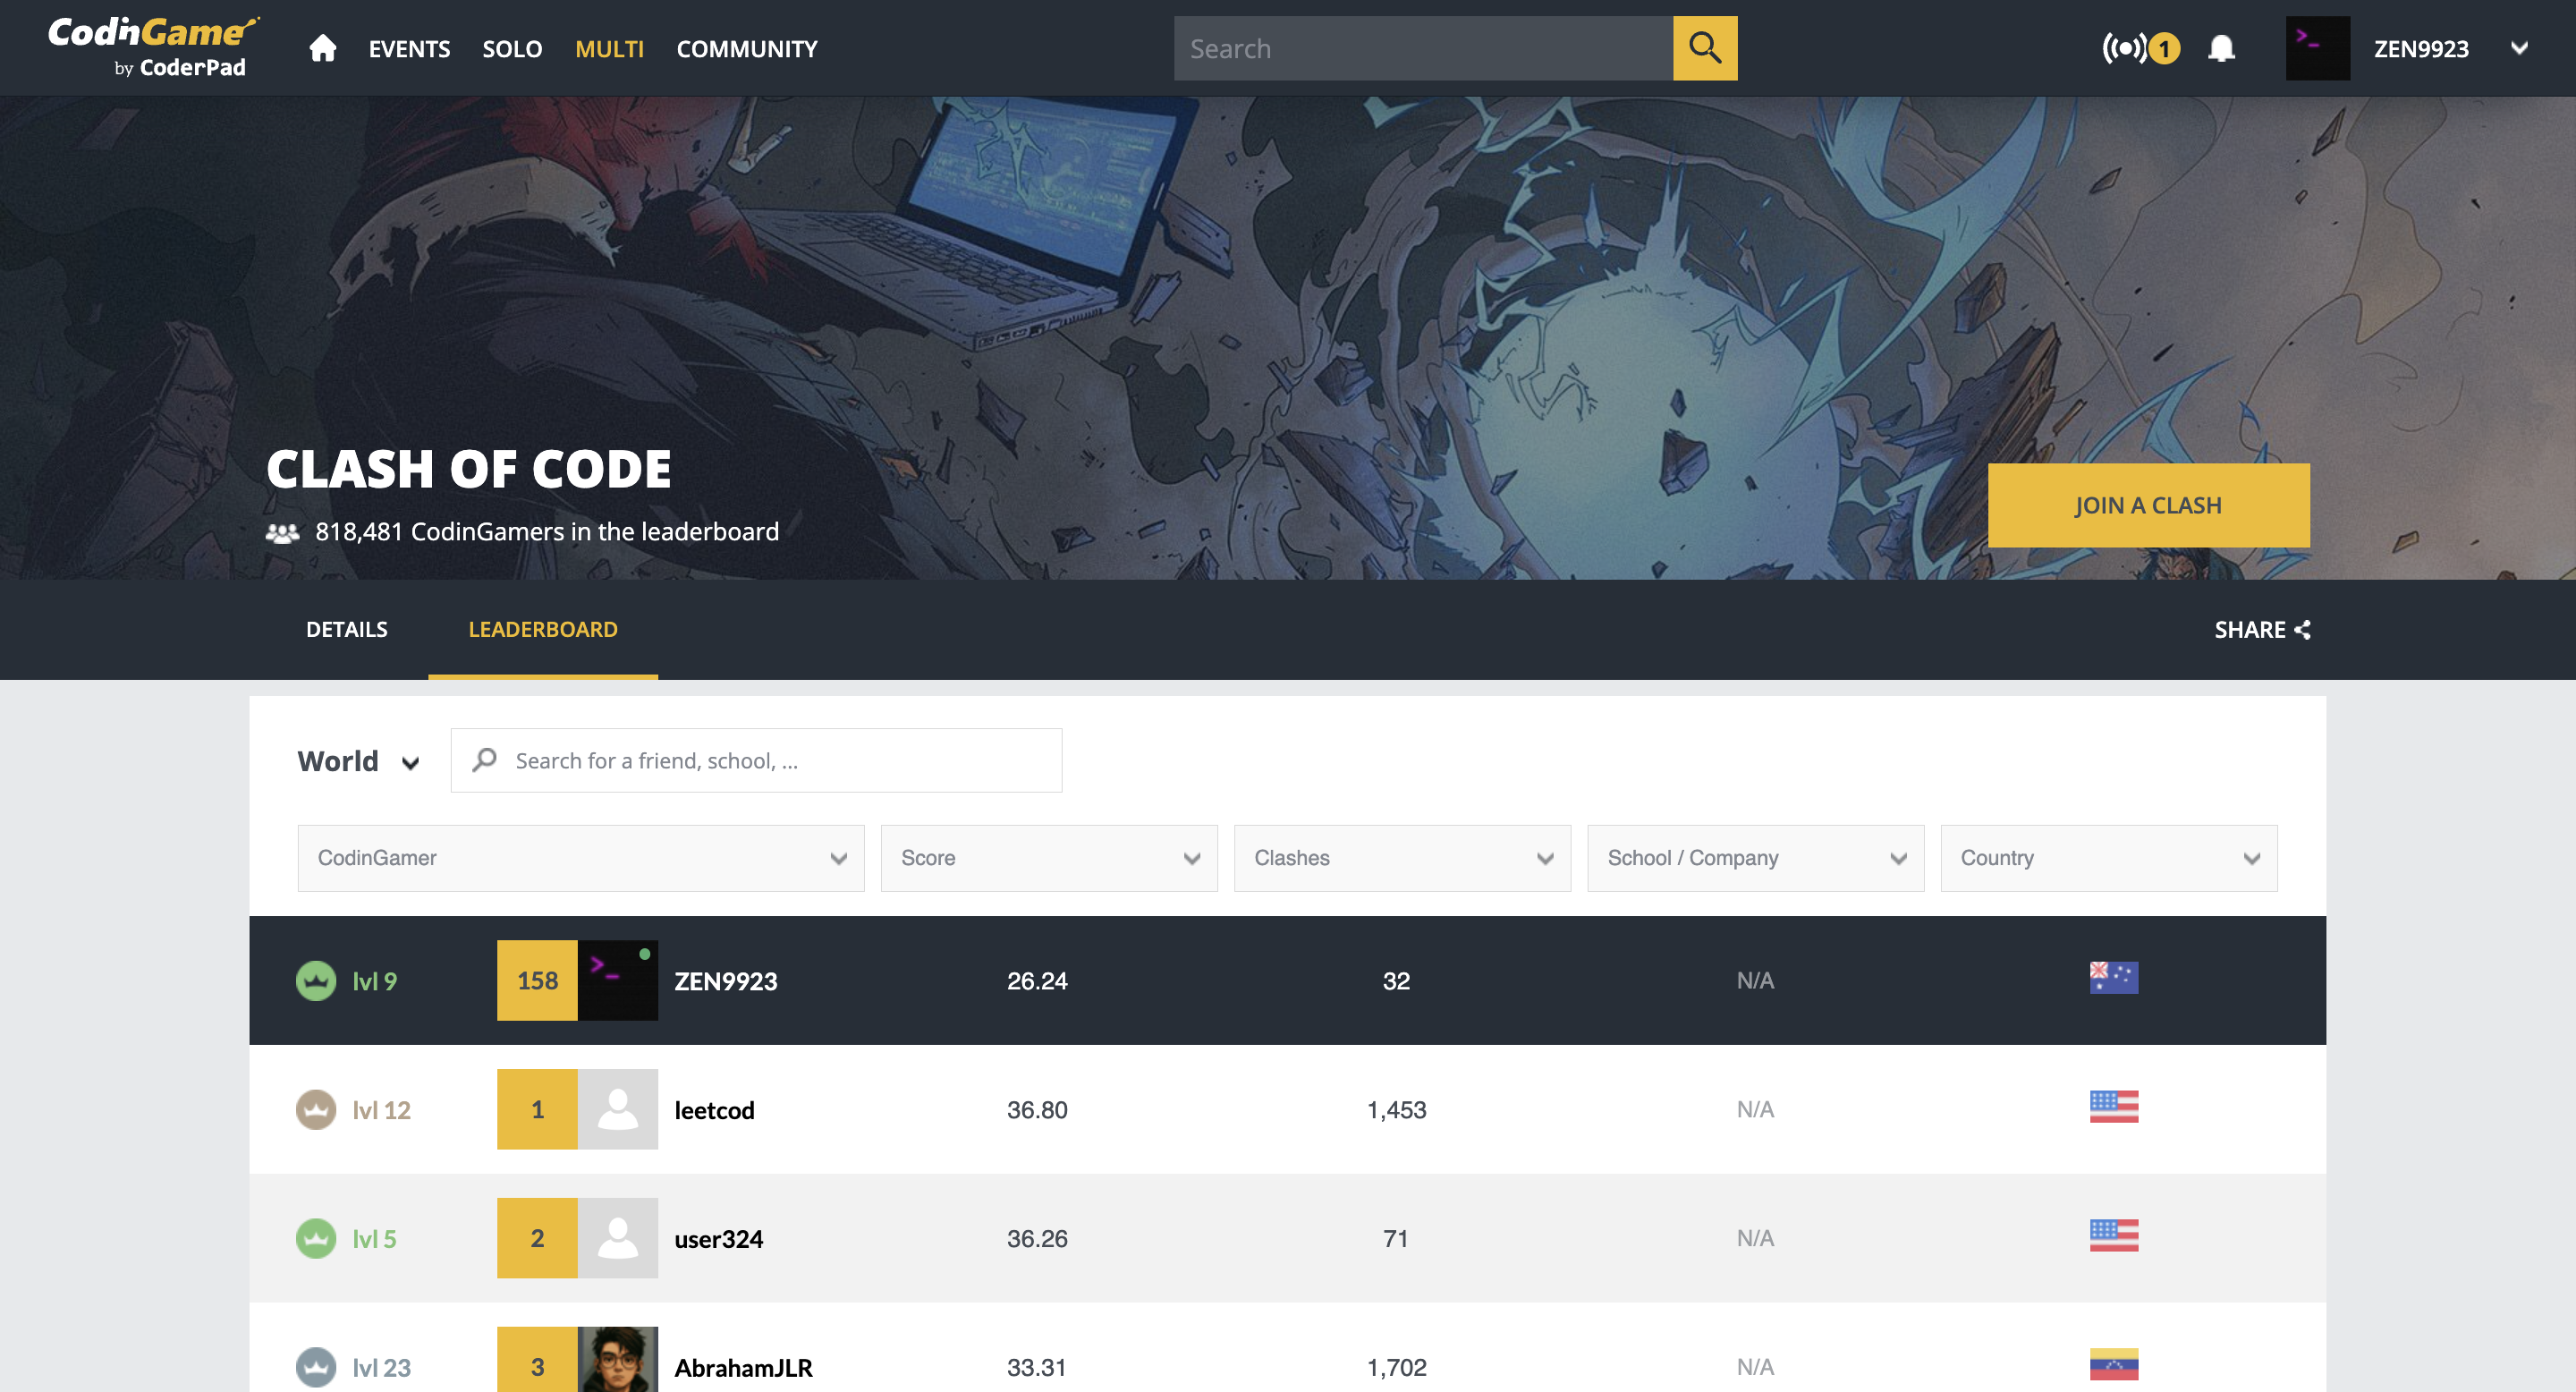 CodinGame
by CoderPad
EVENTS SOLO MULTI COMMUNITY
Search
1
>_
ZEN9923
CLASH OF CODE
818,481 CodinGamers in the leaderboard
JOIN A CLASH
DETAILS LEADERBOARD SHARE
World
Search for a friend, school, ...
CodinGamer Score Clashes School / Company Country
lvl 9 158 >_ ZEN9923 26.24 32 N/A
lvl 12 1 leetcod 36.80 1,453 N/A
lvl 5 2 user324 36.26 71 N/A
lvl 23 3 AbrahamJLR 33.31 1,702 N/A